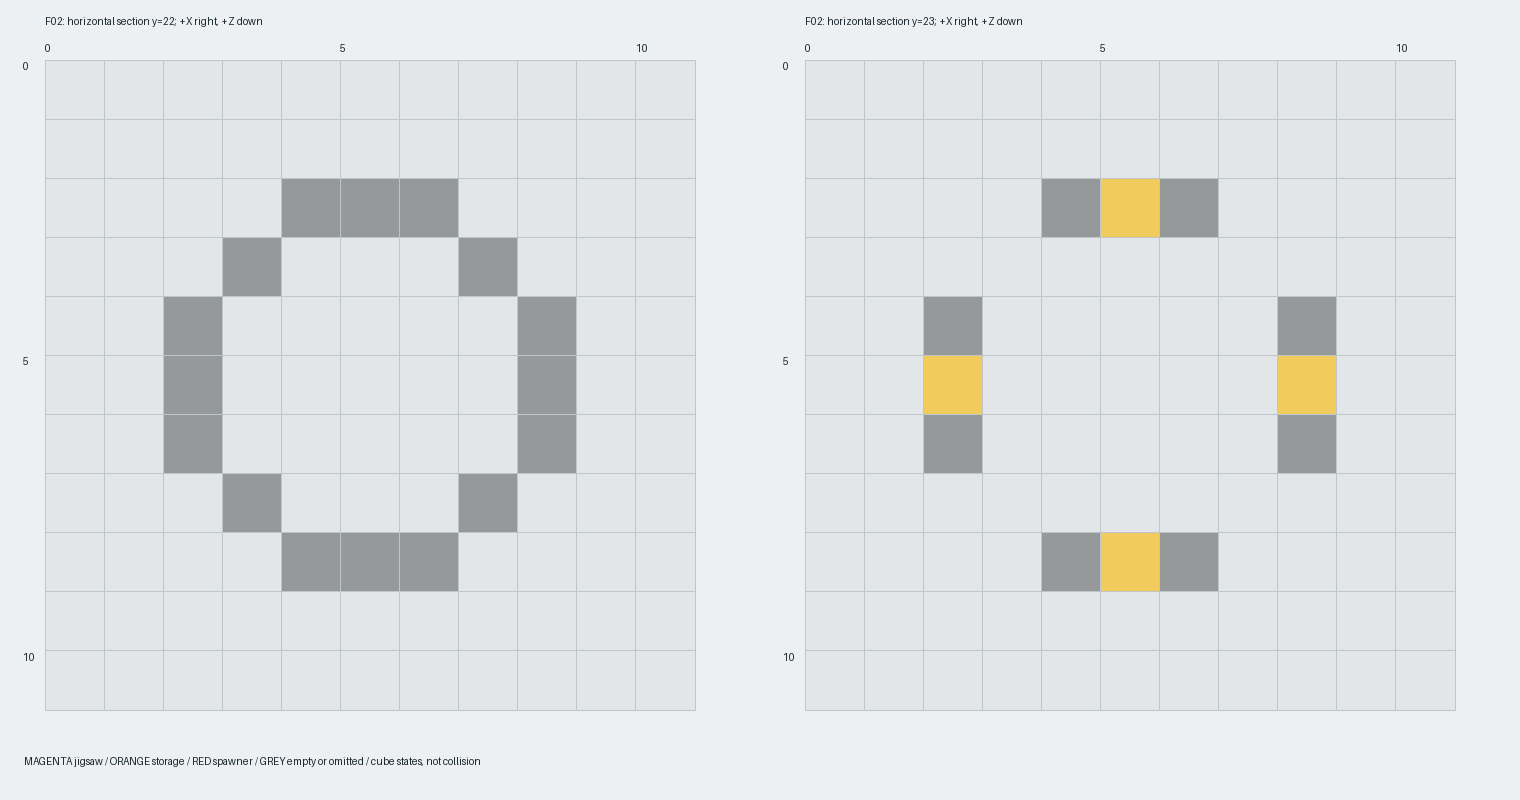 F02: horizontal section y=22; +X right, +Z down
F02: horizontal section y=23; +X right, +Z down
0 5 10
0 5 10
0
0
5
5
10
10
MAGENTA jigsaw / ORANGE storage / RED spawner / GREY empty or omitted / cube states, not collision